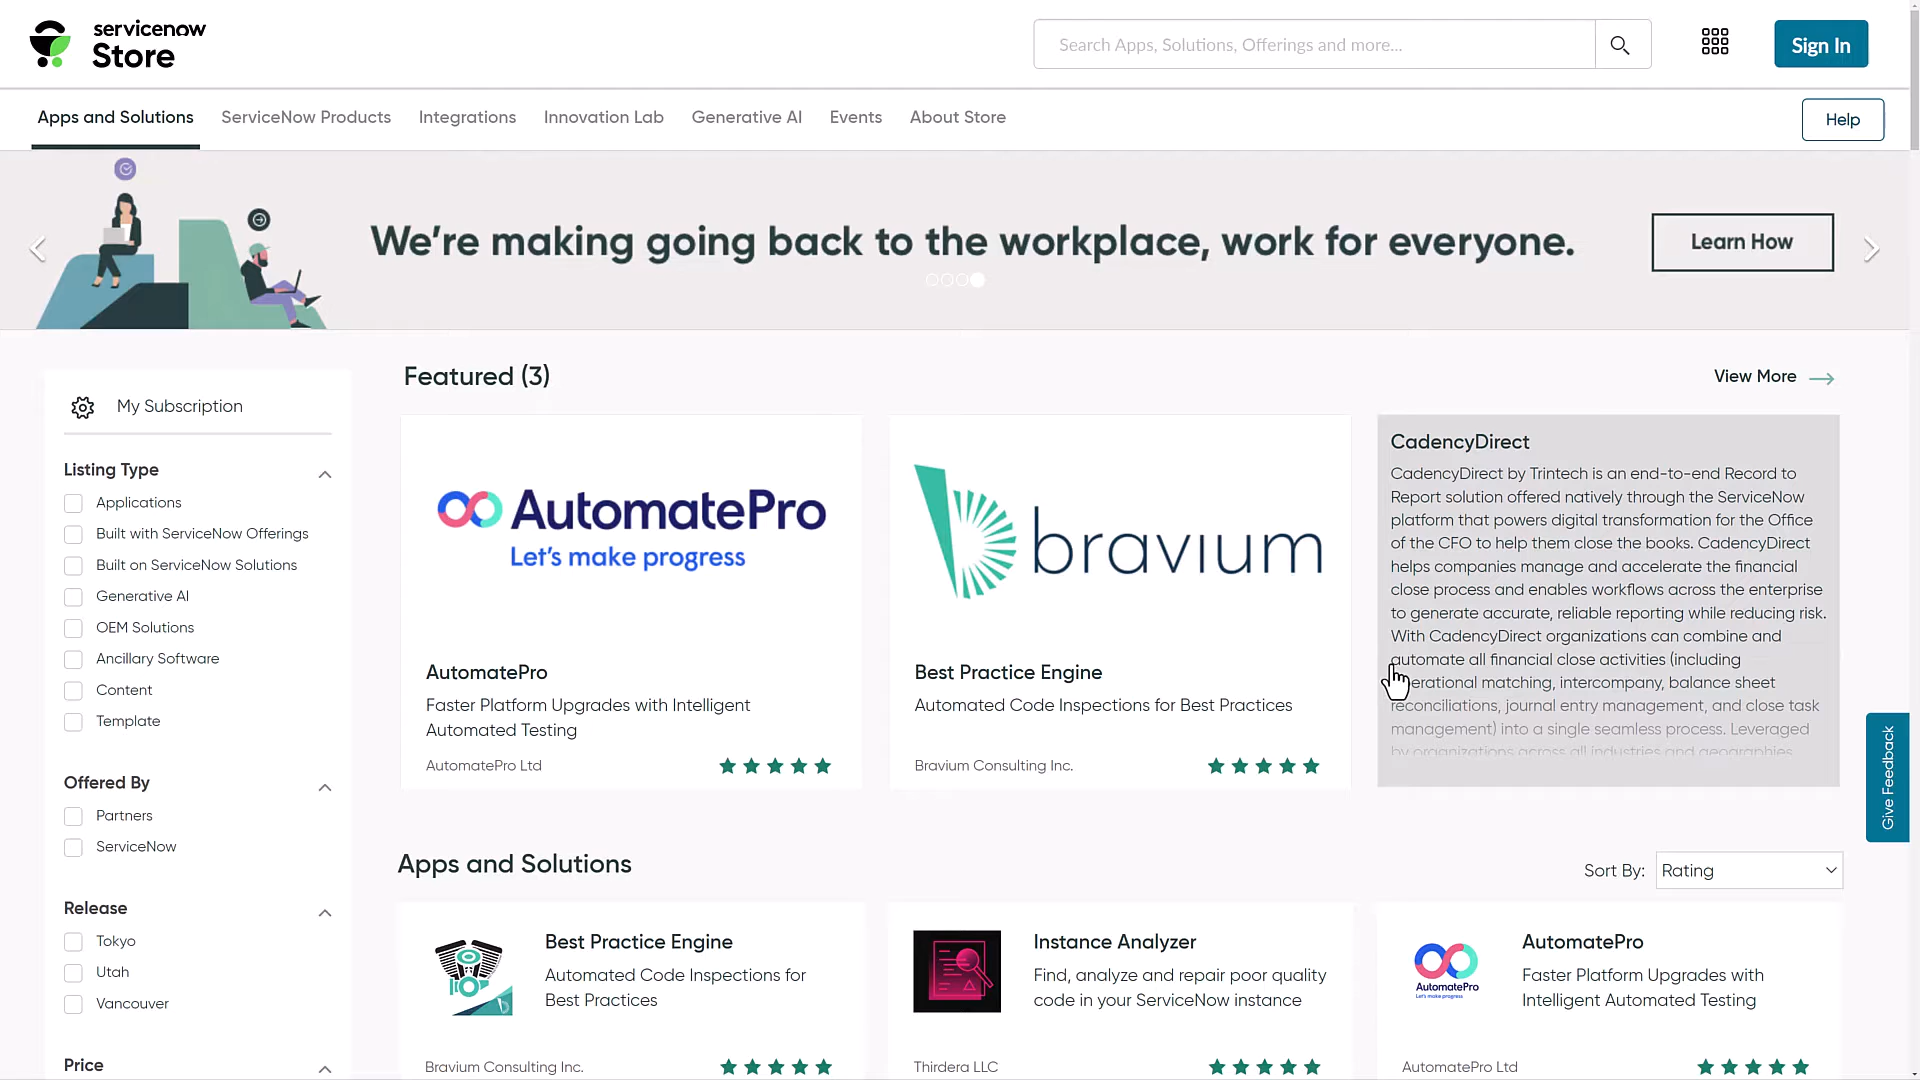 servicenow
Store
Search Apps, Solutions, Offerings and more...
Sign In
Apps and Solutions
ServiceNow Products
Integrations
Innovation Lab
Generative AI
Events
About Store
Help
We're making going back to the workplace, work for everyone.
Learn How
My Subscription
Listing Type
Applications
Built with ServiceNow Offerings
Built on ServiceNow Solutions
Generative AI
OEM Solutions
Ancillary Software
Content
Template
Offered By
Partners
ServiceNow
Release
Tokyo
Utah
Vancouver
Price
Featured (3)
View More
AutomatePro
Let's make progress
AutomatePro
Faster Platform Upgrades with Intelligent
Automated Testing
AutomatePro Ltd
bravium
Best Practice Engine
Automated Code Inspections for Best Practices
Bravium Consulting Inc.
CadencyDirect
CadencyDirect by Trintech is an end-to-end Record to
Report solution offered natively through the ServiceNow
platform that powers digital transformation for the Office
of the CFO to help them close the books. CadencyDirect
helps companies manage and accelerate the financial
close process and enables workflows across the enterprise
to generate accurate, reliable reporting while reducing risk.
With CadencyDirect organizations can combine and
automate all financial close activities (including
matching, intercompany, balance sheet
reconciliations, journal entry management, and close task
management) into a single seamless process. Leveraged
by organizations across all industries and geographies
Give Feedback
Apps and Solutions
Sort By:
Rating
Best Practice Engine
Automated Code Inspections for
Best Practices
Bravium Consulting Inc.
Instance Analyzer
Find, analyze and repair poor quality
code in your ServiceNow instance
Thirdera LLC
AutomatePro
Let's make progress
AutomatePro
Faster Platform Upgrades with
Intelligent Automated Testing
AutomatePro Ltd